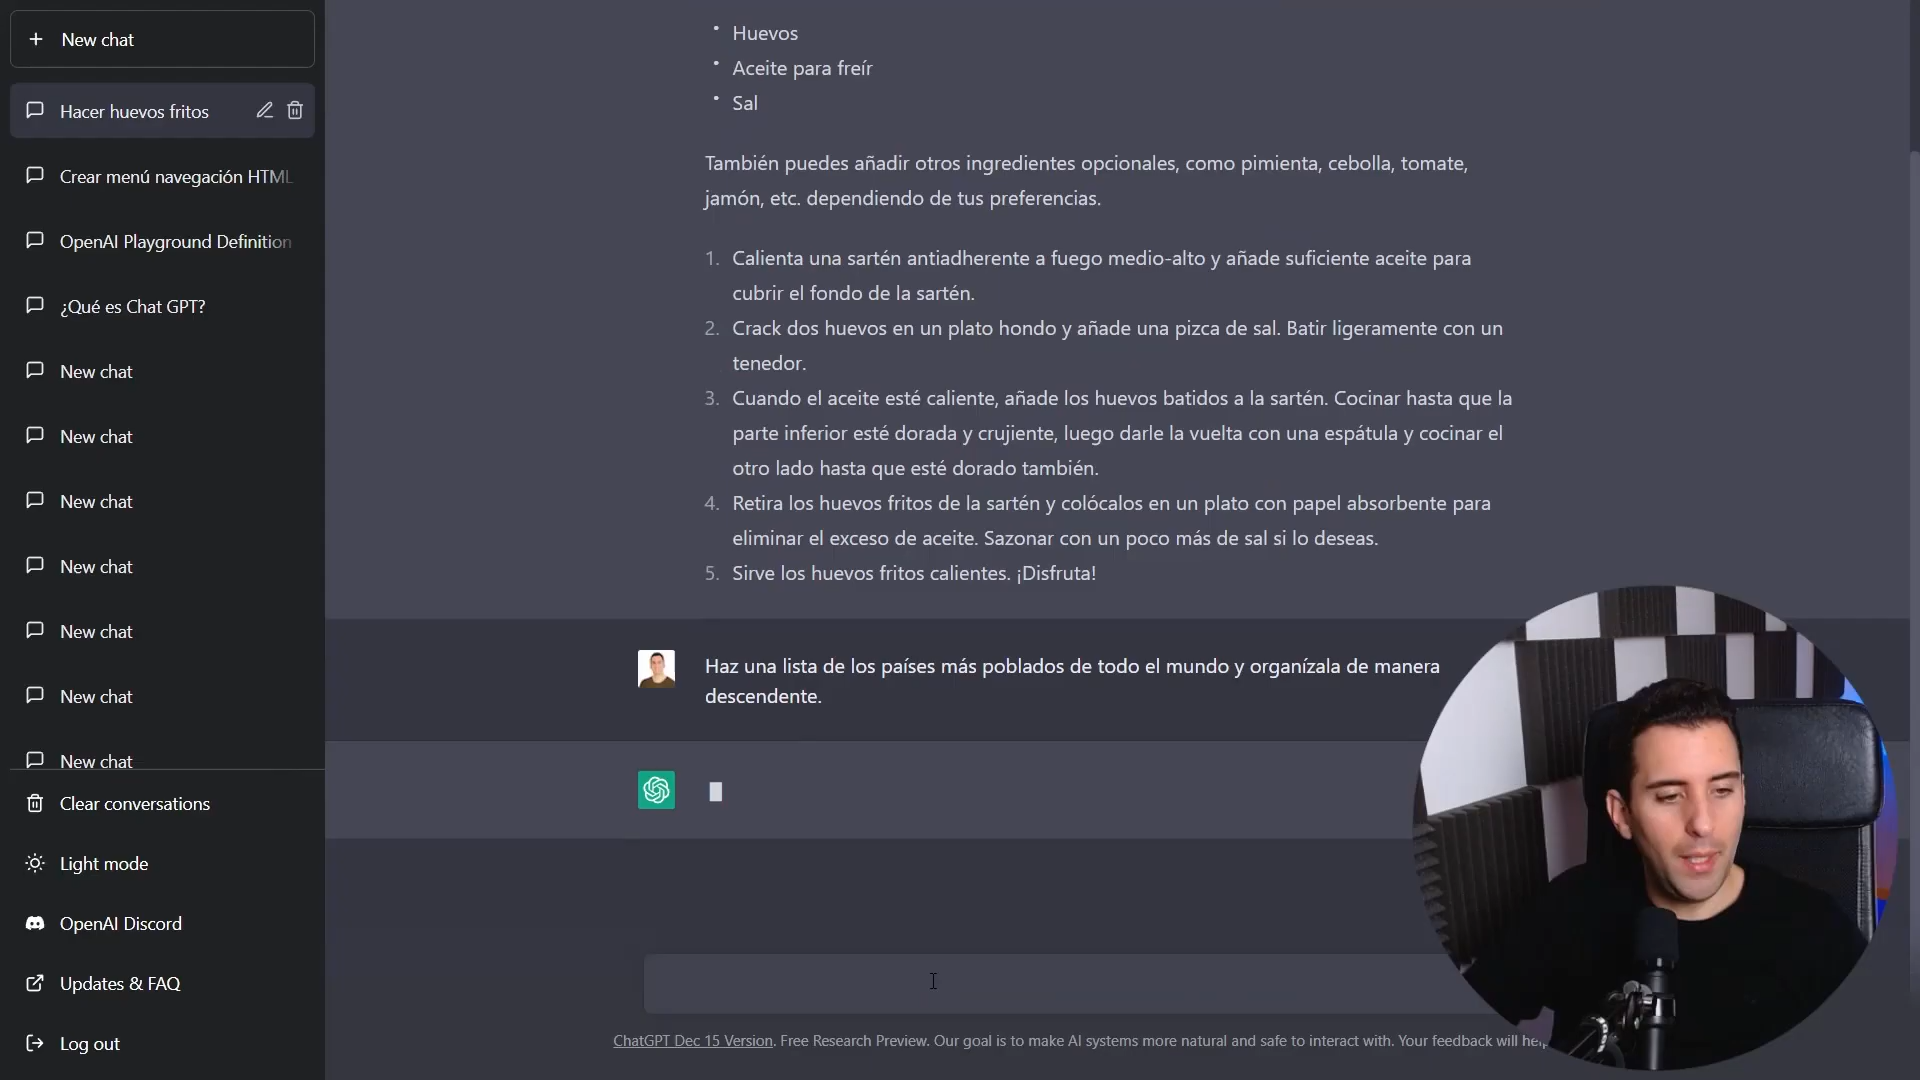 New chat
Hacer huevos fritos
Crear menú navegación HTML
OpenAI Playground Definition
¿Qué es Chat GPT?
New chat
New chat
New chat
New chat
New chat
New chat
New chat
Clear conversations
Light mode
OpenAI Discord
Updates & FAQ
Log out
• Huevos
• Aceite para freír
• Sal
También puedes añadir otros ingredientes opcionales, como pimienta, cebolla, tomate,
jamón, etc. dependiendo de tus preferencias.
1. Calienta una sartén antiadherente a fuego medio-alto y añade suficiente aceite para
cubrir el fondo de la sartén.
2. Crack dos huevos en un plato hondo y añade una pizca de sal. Batir ligeramente con un
tenedor.
3. Cuando el aceite esté caliente, añade los huevos batidos a la sartén. Cocinar hasta que la
parte inferior esté dorada y crujiente, luego darle la vuelta con una espátula y cocinar el
otro lado hasta que esté dorado también.
4. Retira los huevos fritos de la sartén y colócalos en un plato con papel absorbente para
eliminar el exceso de aceite. Sazonar con un poco más de sal si lo deseas.
5. Sirve los huevos fritos calientes. ¡Disfruta!
Haz una lista de los países más poblados de todo el mundo y organízala de manera
descendente.
ChatGPT Dec 15 Version. Free Research Preview. Our goal is to make AI systems more natural and safe to interact with. Your feedback will